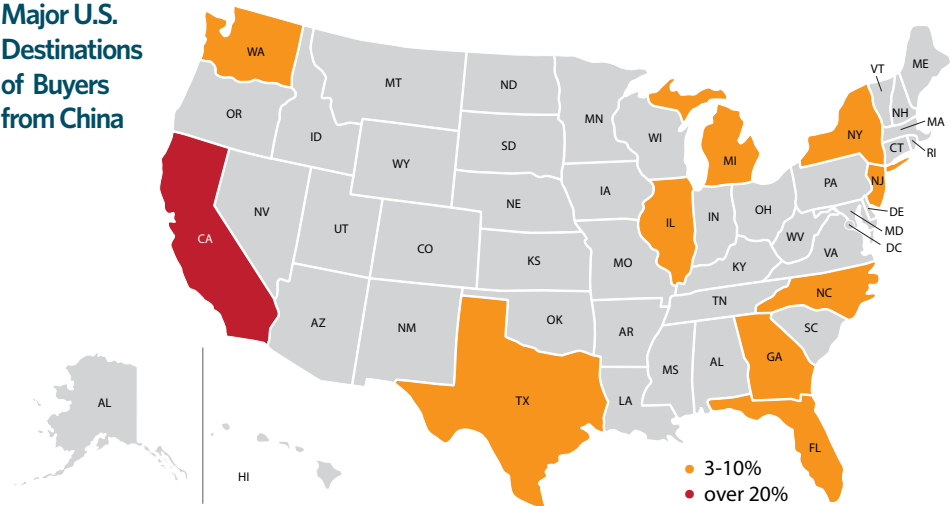 Major U.S.
Destinations
of Buyers
from China
WA
MT
ND
MN
VT
ME
OR
ID
SD
WI
NH
MA
NY
WY
MI
CT
RI
IA
NE
PA
NJ
NV
UT
IL
IN
OH
DE
CA
CO
WV
MD
KS
MO
VA
DC
KY
AZ
NM
OK
TN
NC
AR
SC
MS
AL
GA
AL
TX
LA
FL
HI
3-10%
over 20%